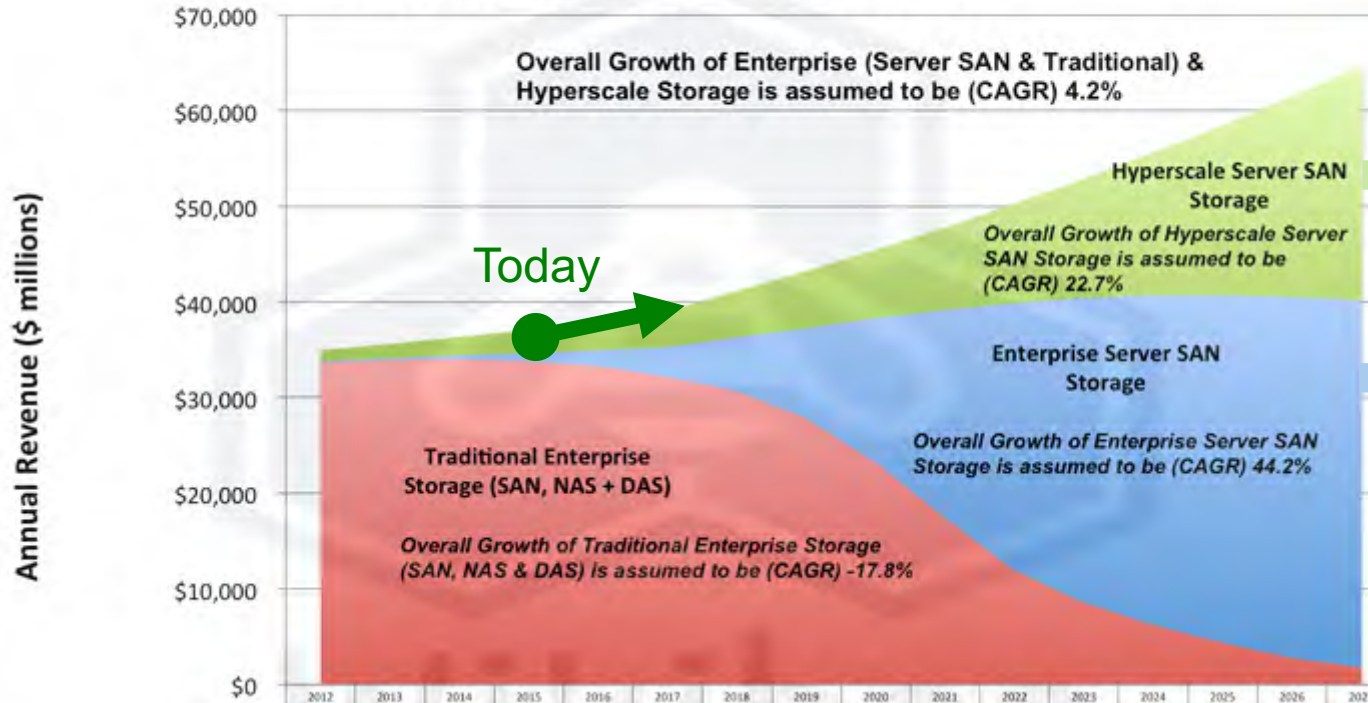 $70,000
Overall Growth of Enterprise (Server SAN & Traditional) &
Hyperscale Storage is assumed to be (CAGR) 4.2%
$60,000
Hyperscale Server SAN
Storage
$50,000
Overall Growth of Hyperscale Server
SAN Storage is assumed to be
(CAGR) 22.7%
Today
$40,000
Enterprise Server SAN
Storage
$30,000
Overall Growth of Enterprise Server SAN
Storage is assumed to be (CAGR) 44.2%
Traditional Enterprise
Storage (SAN, NAS + DAS)
$20,000
Overall Growth of Traditional Enterprise Storage
(SAN, NAS & DAS) is assumed to be (CAGR) -17.8%
$10,000
$0
Annual Revenue ($ millions)
2012 2013 2014 2015 2016 2017 2018 2019 2020 2021 2022 2023 2024 2025 2026